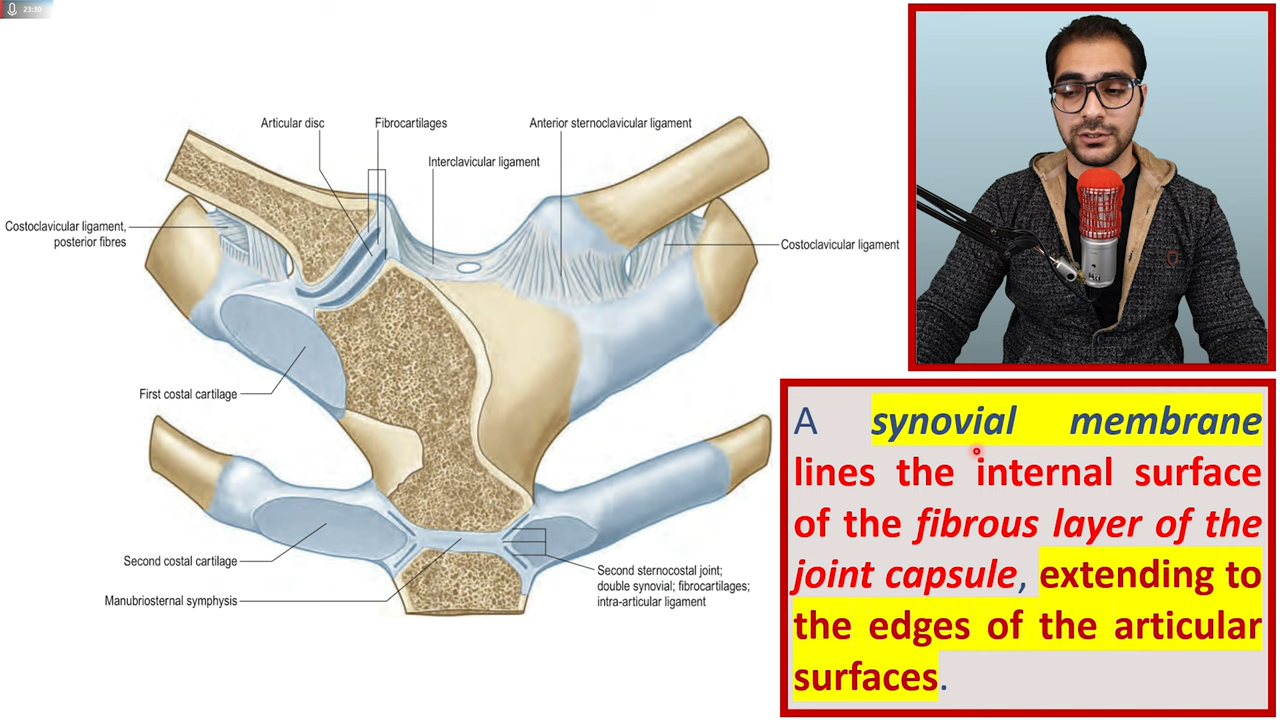 23:30
Articular disc
Fibrocartilages
Anterior sternoclavicular ligament
Interclavicular ligament
Costoclavicular ligament,
posterior fibres
Costoclavicular ligament
First costal cartilage
Second costal cartilage
Manubriosternal symphysis
Second sternocostal joint;
double synovial; fibrocartilages;
intra-articular ligament
A synovial membrane
lines the internal surface
of the fibrous layer of the
joint capsule, extending to
the edges of the articular
surfaces.